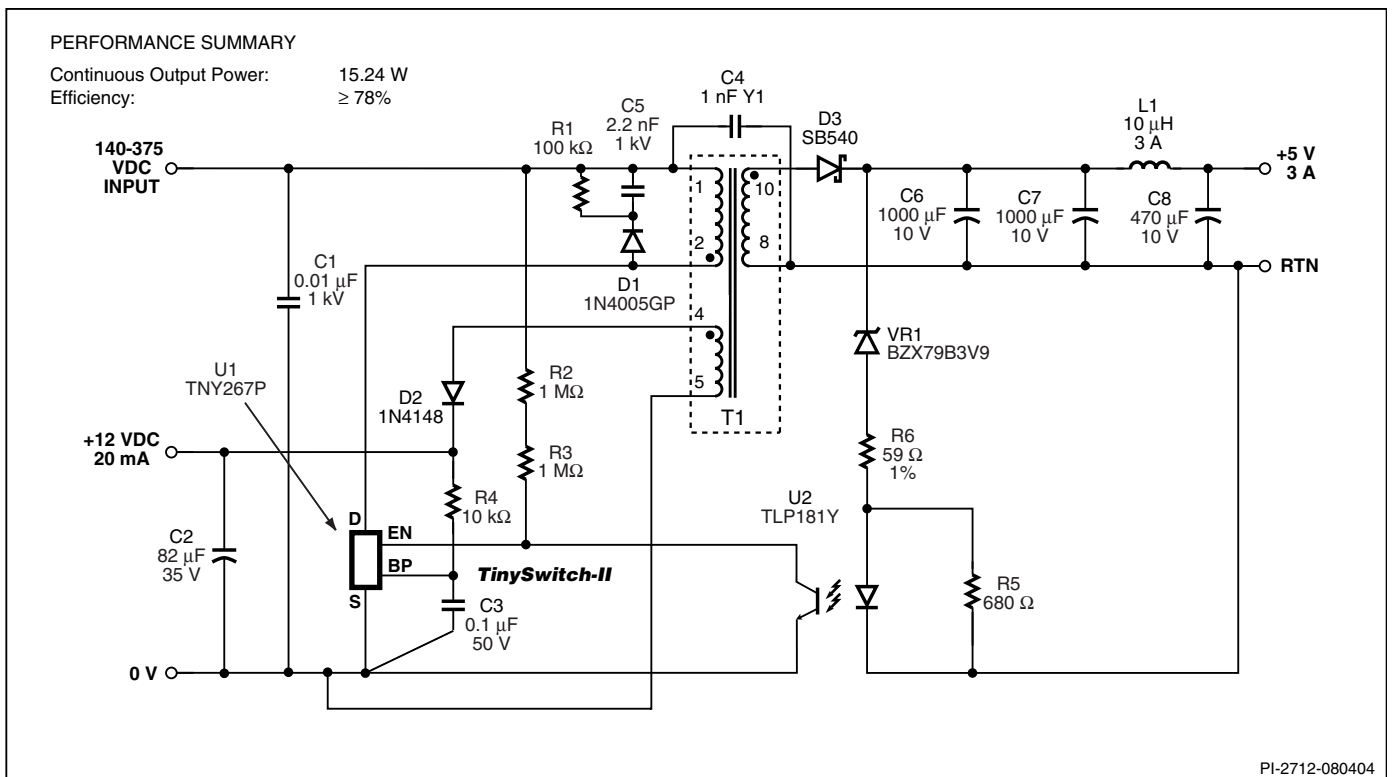 PERFORMANCE SUMMARY
Continuous Output Power: 15.24 W
Efficiency: ≥ 78%
C4
1 nF Y1
C5
2.2 nF
1 kV
R1
100 kΩ
D3
SB540
L1
10 µH
3 A
140-375
VDC
INPUT
+5 V
3 A
1
10
2
8
C6
1000 µF
10 V
C7
1000 µF
10 V
C8
470 µF
10 V
C1
0.01 µF
1 kV
RTN
D1
1N4005GP
4
5
T1
VR1
BZX79B3V9
U1
TNY267P
D2
1N4148
R2
1 MΩ
+12 VDC
20 mA
R3
1 MΩ
R6
59 Ω
1%
R4
10 kΩ
U2
TLP181Y
D
EN
BP
S
TinySwitch-II
C2
82 µF
35 V
C3
0.1 µF
50 V
R5
680 Ω
0 V
PI-2712-080404